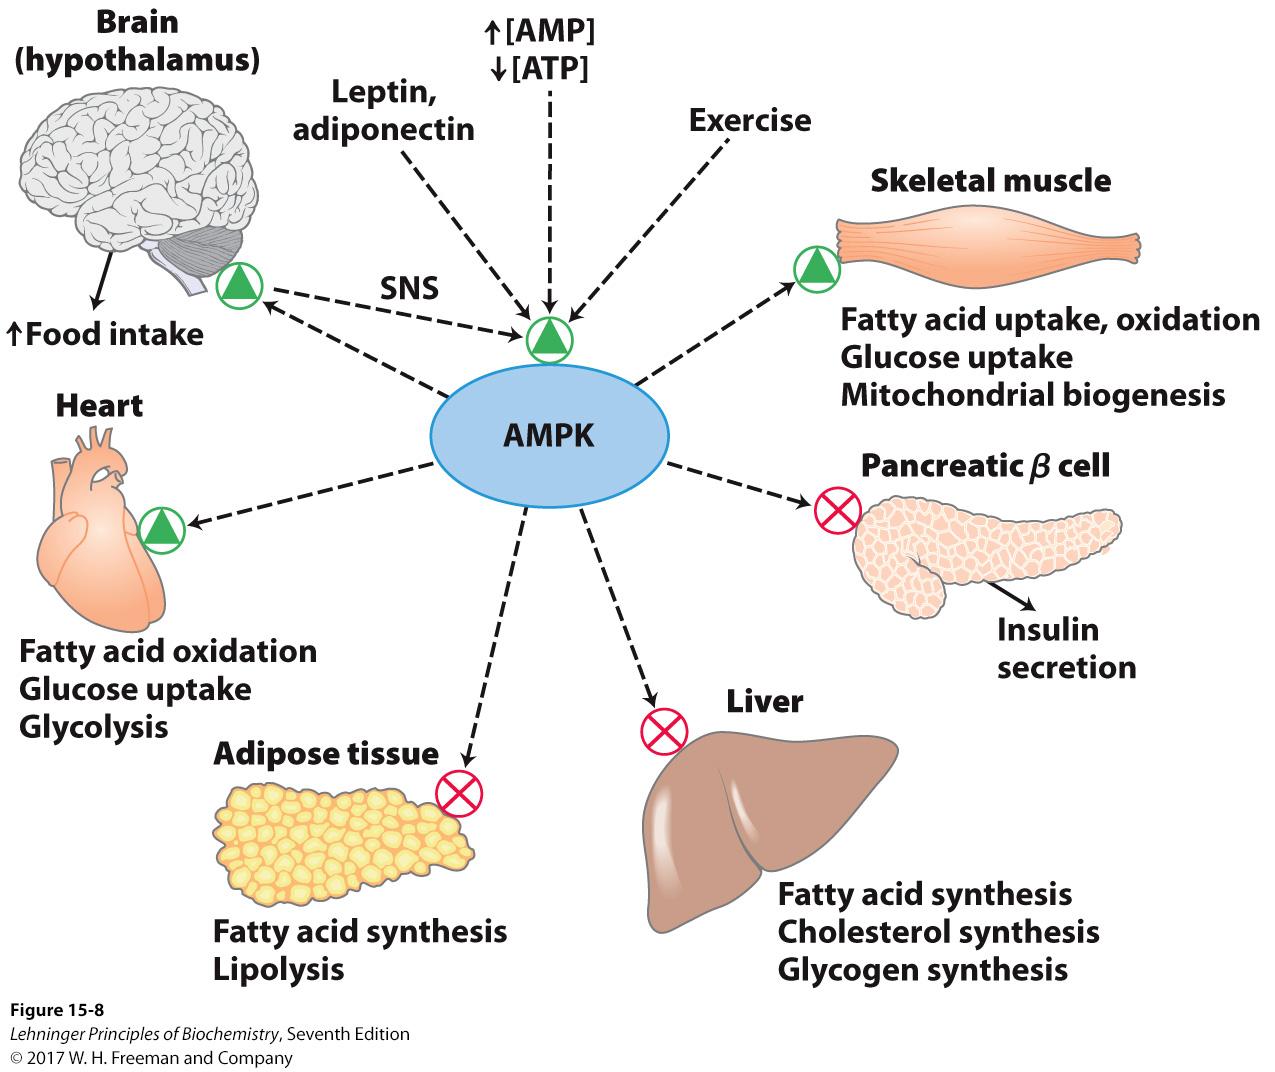 Brain
(hypothalamus)
↑[AMP]
↓[ATP]
Leptin,
adiponectin
Exercise
Skeletal muscle
SNS
↑Food intake
Fatty acid uptake, oxidation
Glucose uptake
Mitochondrial biogenesis
Heart
AMPK
Pancreatic β cell
Insulin
secretion
Fatty acid oxidation
Glucose uptake
Glycolysis
Liver
Adipose tissue
Fatty acid synthesis
Cholesterol synthesis
Glycogen synthesis
Fatty acid synthesis
Lipolysis
Figure 15-8
Lehninger Principles of Biochemistry, Seventh Edition
© 2017 W. H. Freeman and Company